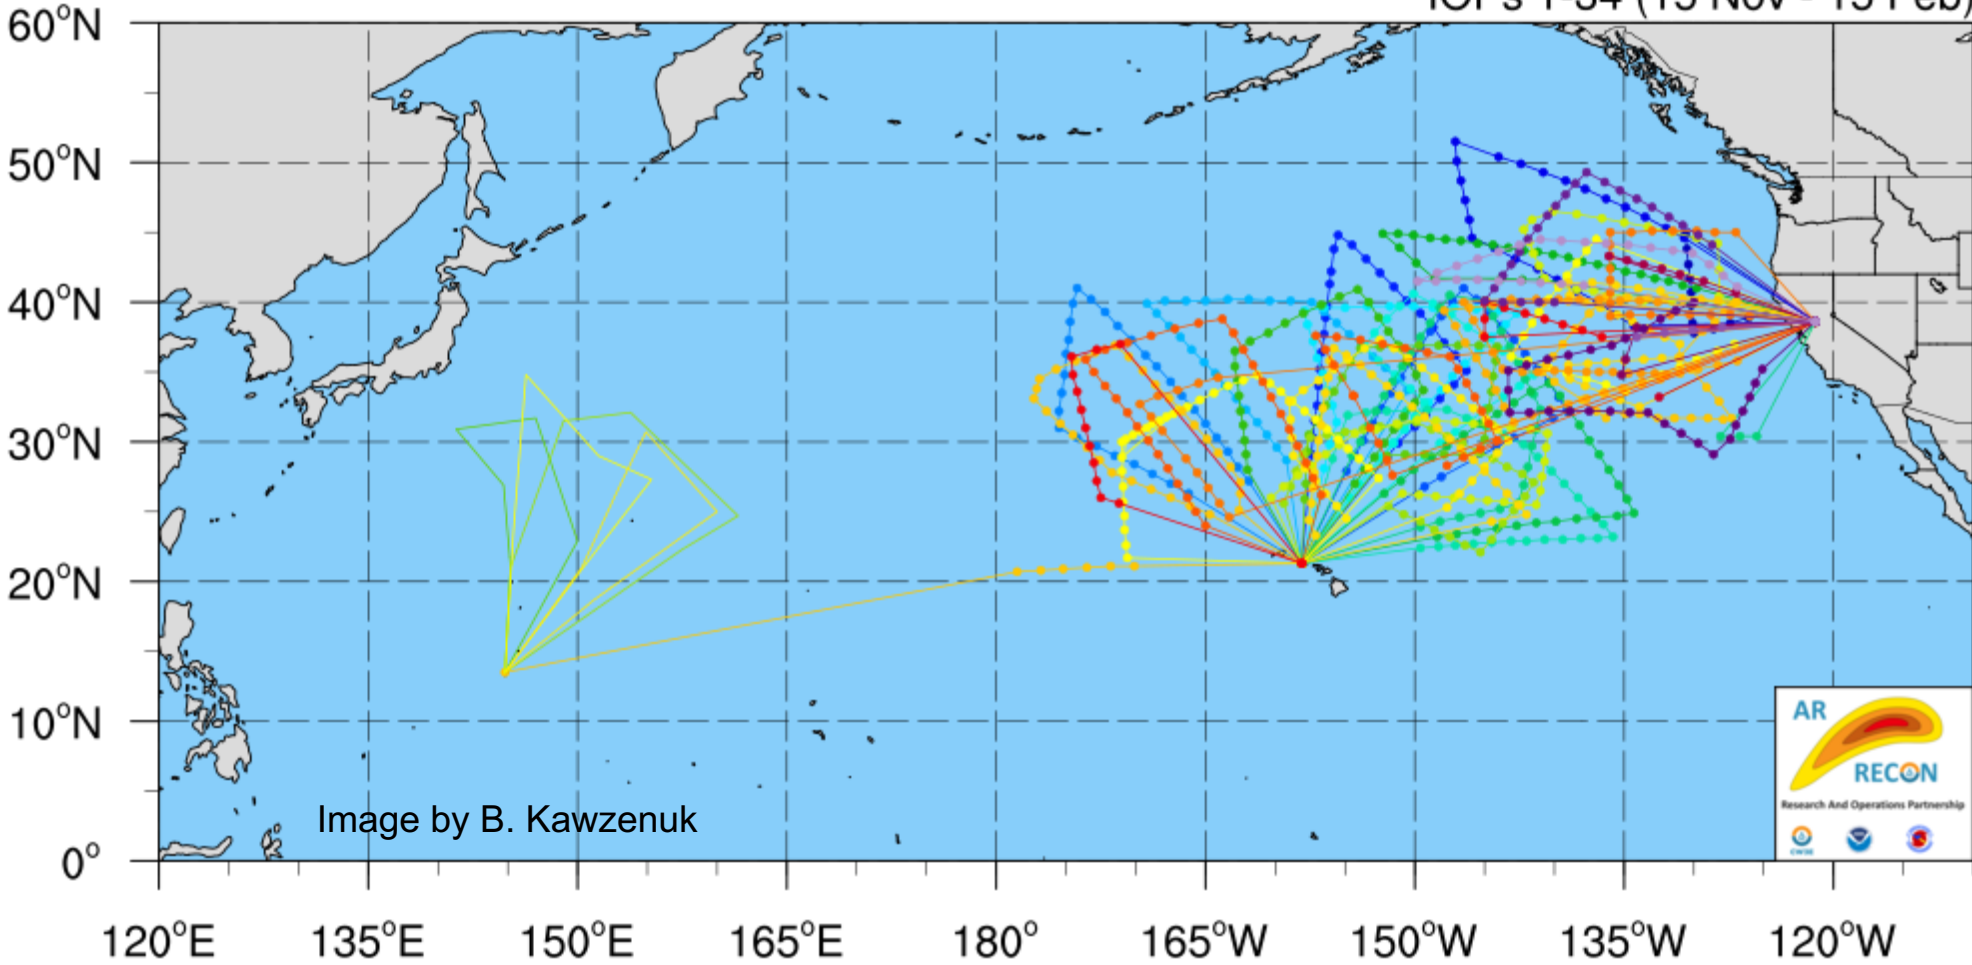 IOPs 1-34 (15 Nov - 15 Feb)
60°N
50°N
40°N
30°N
20°N
10°N
0°
120°E 135°E 150°E 165°E 180° 165°W 150°W 135°W 120°W
Image by B. Kawzenuk
AR
RECON
Research And Operations Partnership
CW3E